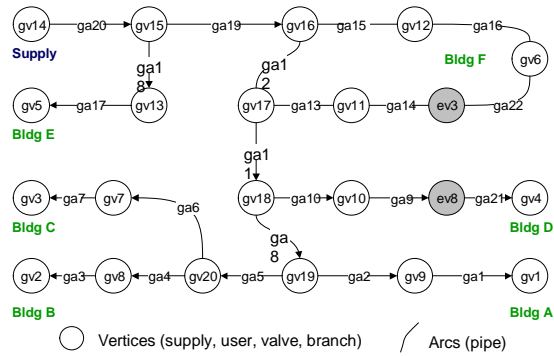 gv14 ga20 gv15 ga19 gv16 ga15 gv12 ga16
Supply
ga1
8
ga1
2
Bldg F gv6
gv5 ga17 gv13 gv17 ga13 gv11 ga14 ev3 ga22
Bldg E
ga1
1
gv3 ga7 gv7 ga6 gv18 ga10 gv10 ga9 ev8 ga21 gv4
Bldg C
Bldg D
ga
8
gv2 ga3 gv8 ga4 gv20 ga5 gv19 ga2 gv9 ga1 gv1
Bldg B
Bldg A
Vertices (supply, user, valve, branch)
Arcs (pipe)